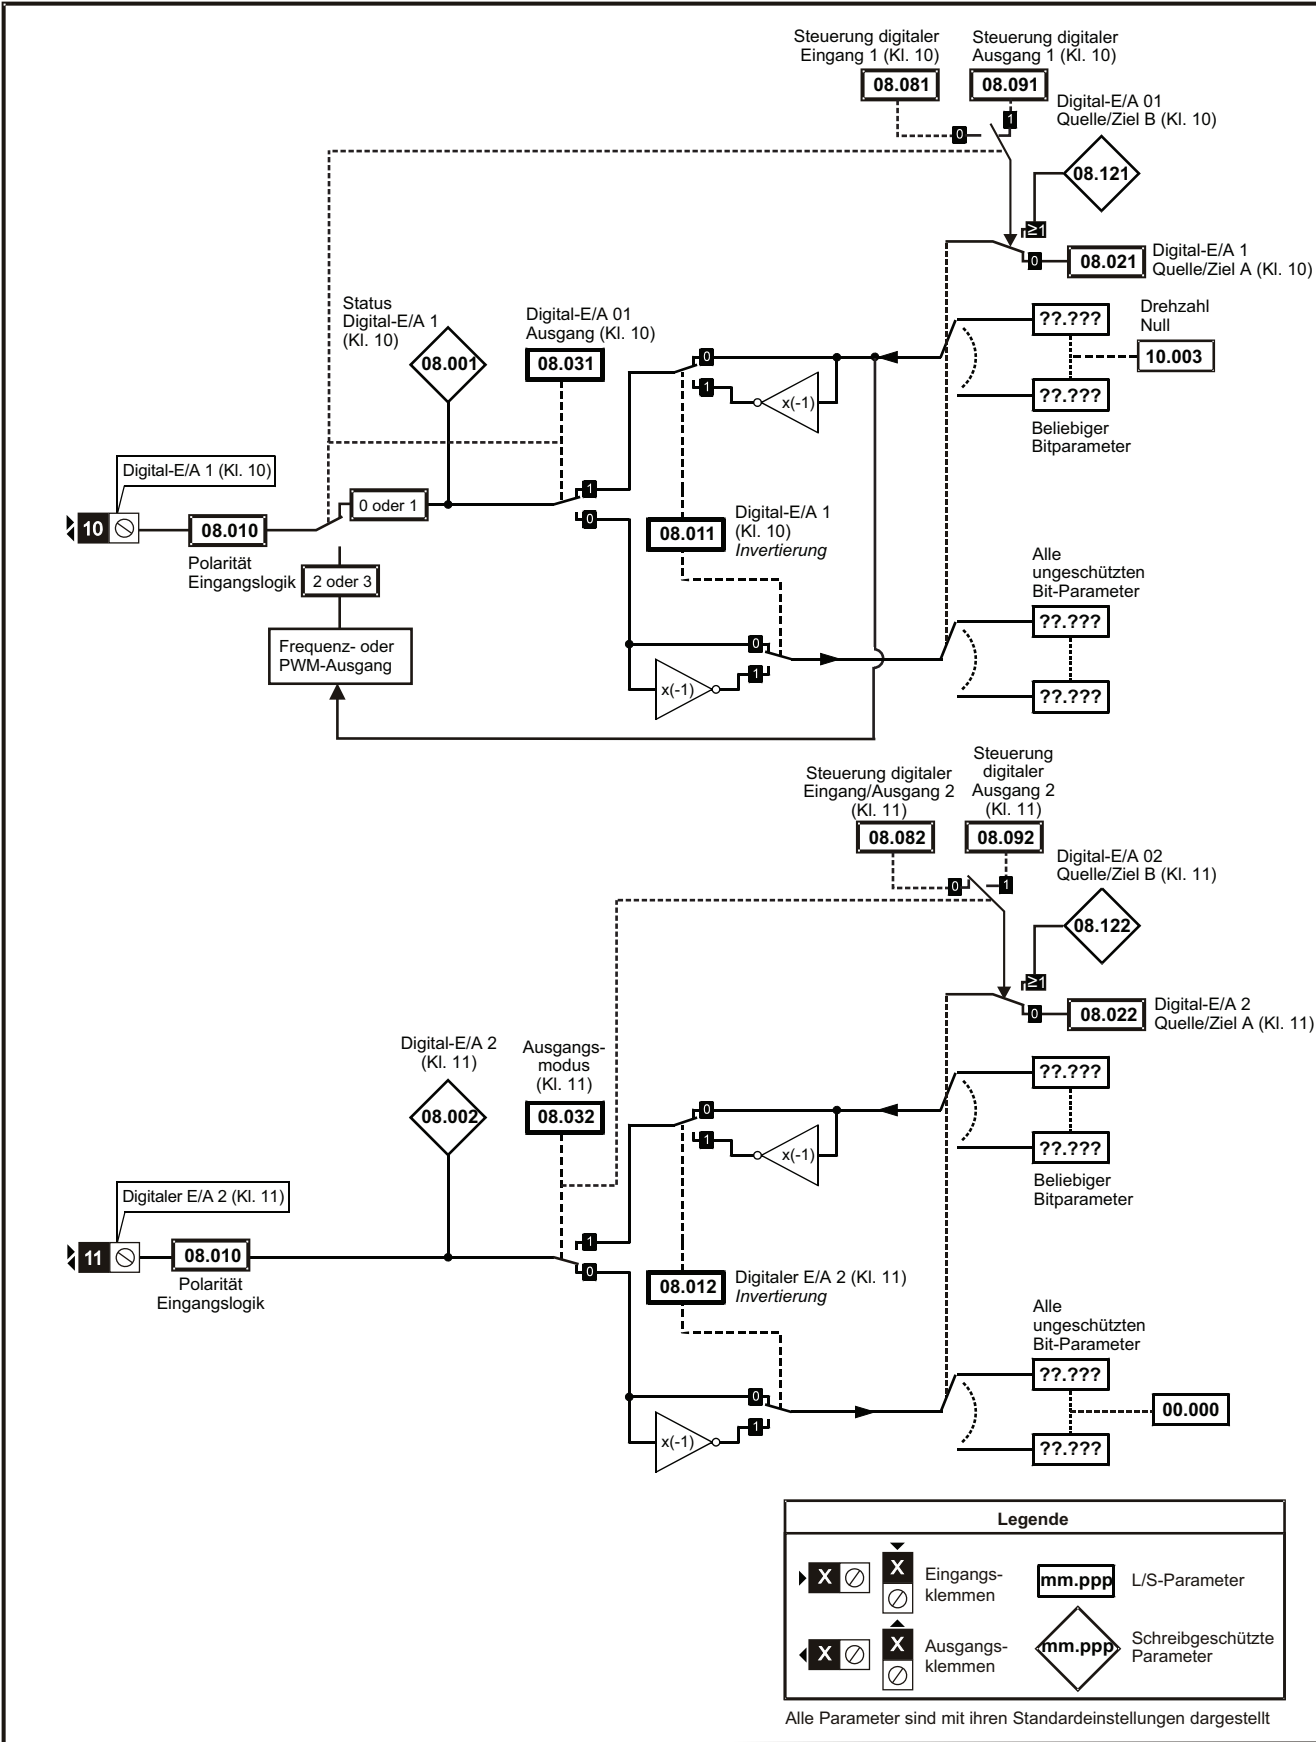 Steuerung digitaler
Eingang 1 (Kl. 10)
08.081
Steuerung digitaler
Ausgang 1 (Kl. 10)
08.091
0
1
Digital-E/A 01
Quelle/Ziel B (Kl. 10)
08.121
≥1
0
08.021
Digital-E/A 1
Quelle/Ziel A (Kl. 10)
Status
Digital-E/A 1
(Kl. 10)
08.001
Digital-E/A 01
Ausgang (Kl. 10)
08.031
0
1
x(-1)
??.???
Drehzahl
Null
10.003
??.???
Beliebiger
Bitparameter
Digital-E/A 1 (Kl. 10)
10
08.010
Polarität
Eingangslogik
0 oder 1
2 oder 3
Frequenz- oder
PWM-Ausgang
1
0
08.011
Digital-E/A 1
(Kl. 10)
Invertierung
Alle
ungeschützten
Bit-Parameter
??.???
??.???
0
1
x(-1)
Steuerung digitaler
Eingang/Ausgang 2
(Kl. 11)
08.082
Steuerung
digitaler
Ausgang 2
(Kl. 11)
08.092
0
1
Digital-E/A 02
Quelle/Ziel B (Kl. 11)
08.122
≥1
0
08.022
Digital-E/A 2
Quelle/Ziel A (Kl. 11)
Digital-E/A 2
(Kl. 11)
08.002
Ausgangs-
modus
(Kl. 11)
08.032
0
1
x(-1)
??.???
??.???
Beliebiger
Bitparameter
Digitaler E/A 2 (Kl. 11)
11
08.010
Polarität
Eingangslogik
1
0
08.012
Digitaler E/A 2 (Kl. 11)
Invertierung
Alle
ungeschützten
Bit-Parameter
??.???
00.000
??.???
0
1
x(-1)
Legende
X
X
Eingangs-
klemmen
mm.ppp
L/S-Parameter
X
X
Ausgangs-
klemmen
mm.ppp
Schreibgeschützte
Parameter
Alle Parameter sind mit ihren Standardeinstellungen dargestellt